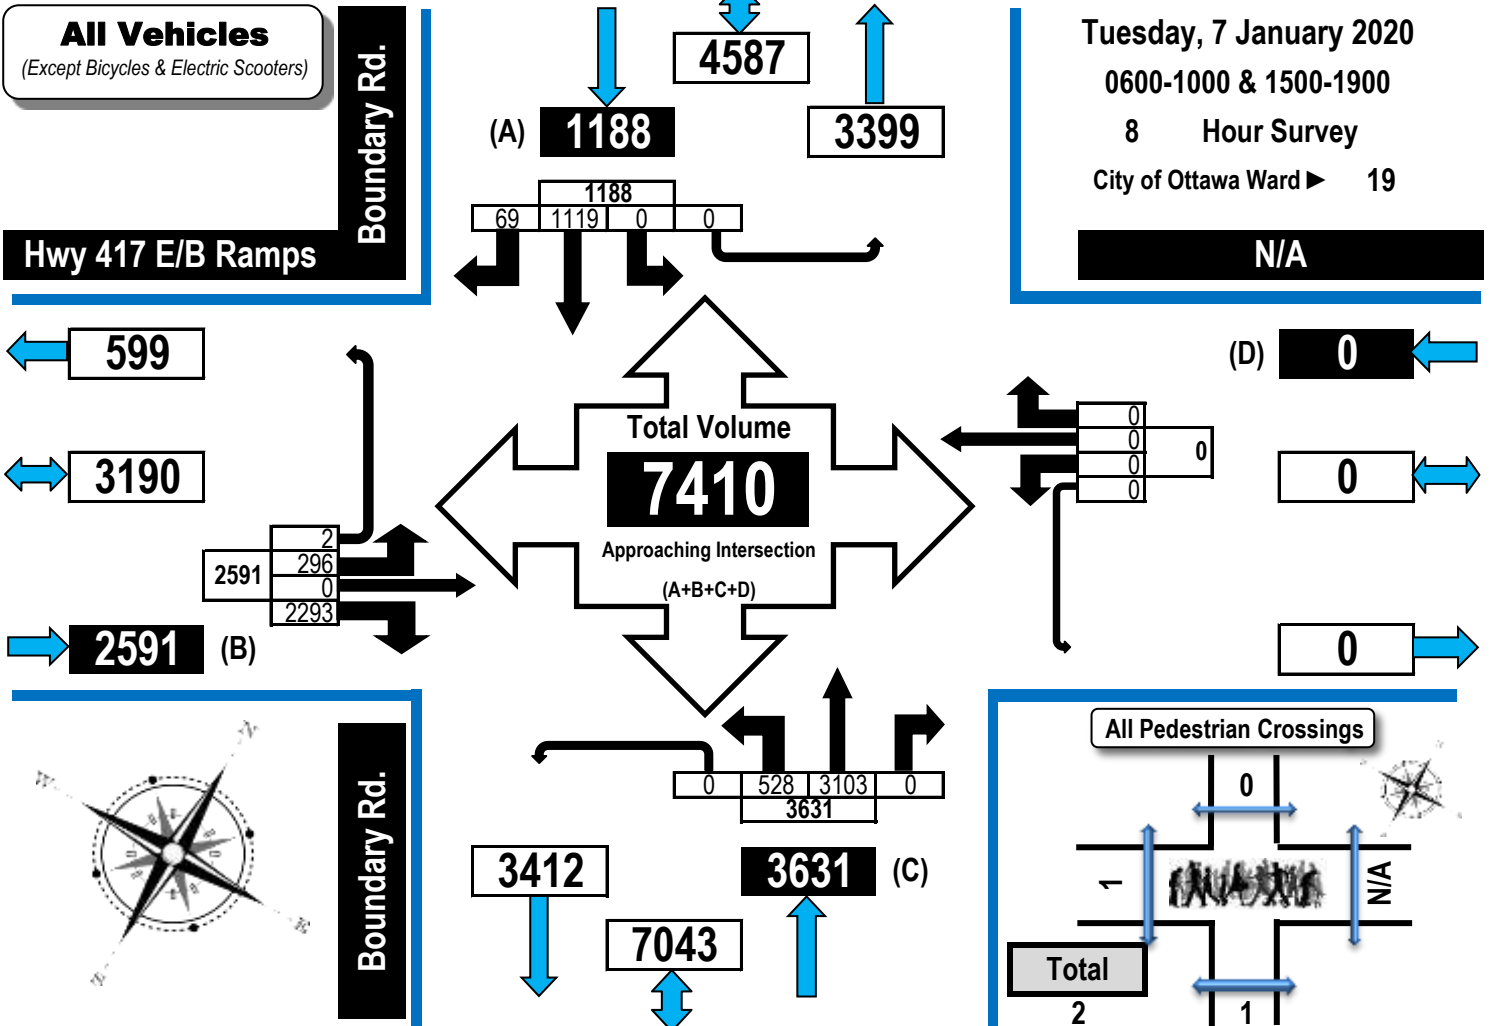 All Vehicles
(Except Bicycles & Electric Scooters)
Boundary Rd.
Hwy 417 E/B Ramps
4587
(A) 1188
3399
1188
69 1119 0 0
Tuesday, 7 January 2020
0600-1000 & 1500-1900
8 Hour Survey
City of Ottawa Ward ► 19
N/A
599
3190
2
296
0
2293
2591
2591 (B)
Total Volume
7410
Approaching Intersection
(A+B+C+D)
(D) 0
0
0
0
0
0
0
0
N
W
E
S
Boundary Rd.
0 528 3103 0
3631
3412
3631 (C)
7043
All Pedestrian Crossings
0
1
N/A
Total
2
1